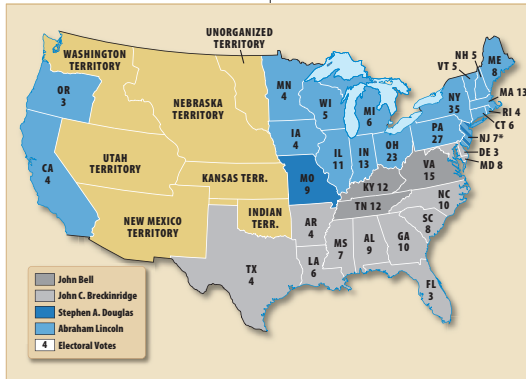 UNORGANIZED
TERRITORY
WASHINGTON
TERRITORY
OR
3
NEBRASKA
TERRITORY
MN
4
WI
5
MI
6
NH 5
VT 5
ME
8
MA 13
NY
35
RI 4
CT 6
PA
27
NJ 7*
DE 3
MD 8
CA
4
UTAH
TERRITORY
IA
4
IL
11
IN
13
OH
23
KANSAS TERR.
MO
9
KY 12
VA
15
NEW MEXICO
TERRITORY
INDIAN
TERR.
AR
4
TN 12
NC
10
SC
8
TX
4
LA
6
MS
7
AL
9
GA
10
FL
3
John Bell
John C. Breckinridge
Stephen A. Douglas
Abraham Lincoln
4 Electoral Votes